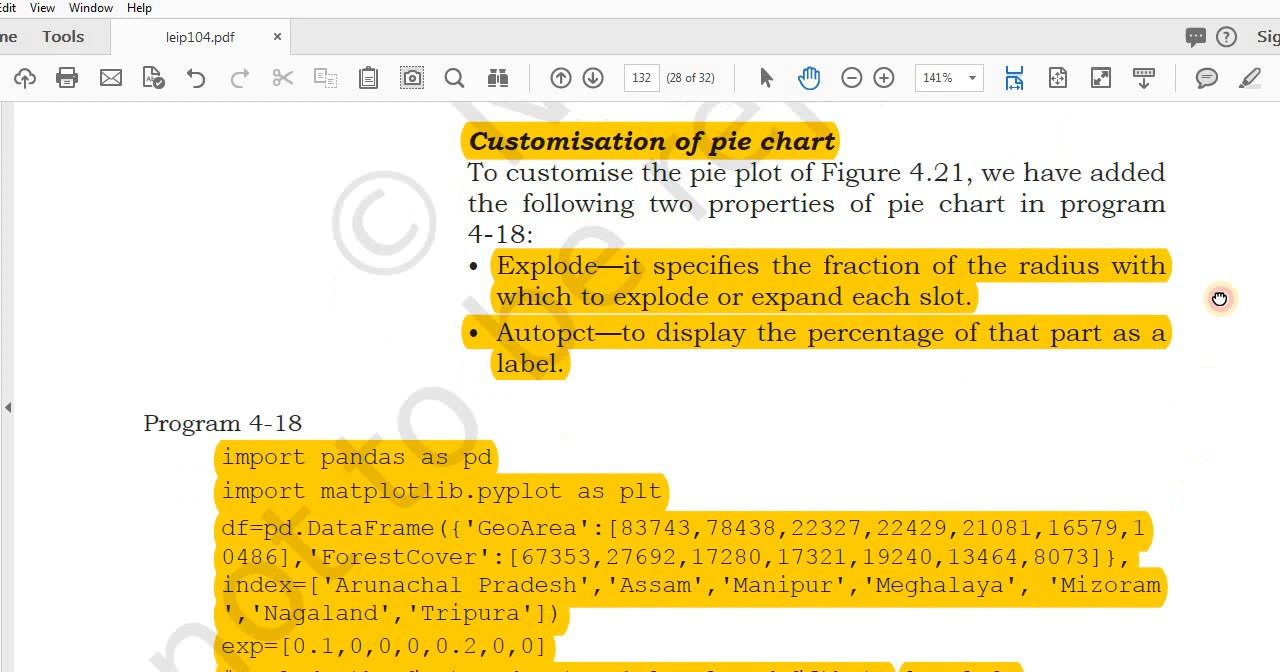 Edit View Window Help
me Tools leip104.pdf × ? Sig
132 (28 of 32) 141%
Customisation of pie chart
To customise the pie plot of Figure 4.21, we have added
the following two properties of pie chart in program
4-18:
• Explode—it specifies the fraction of the radius with
which to explode or expand each slot.
• Autopct—to display the percentage of that part as a
label.
Program 4-18
import pandas as pd
import matplotlib.pyplot as plt
df=pd.DataFrame({'GeoArea':[83743,78438,22327,22429,21081,16579,1
0486],'ForestCover':[67353,27692,17280,17321,19240,13464,8073]},
index=['Arunachal Pradesh','Assam','Manipur','Meghalaya', 'Mizoram
','Nagaland','Tripura'])
exp=[0.1,0,0,0,0.2,0,0]
© not to be re